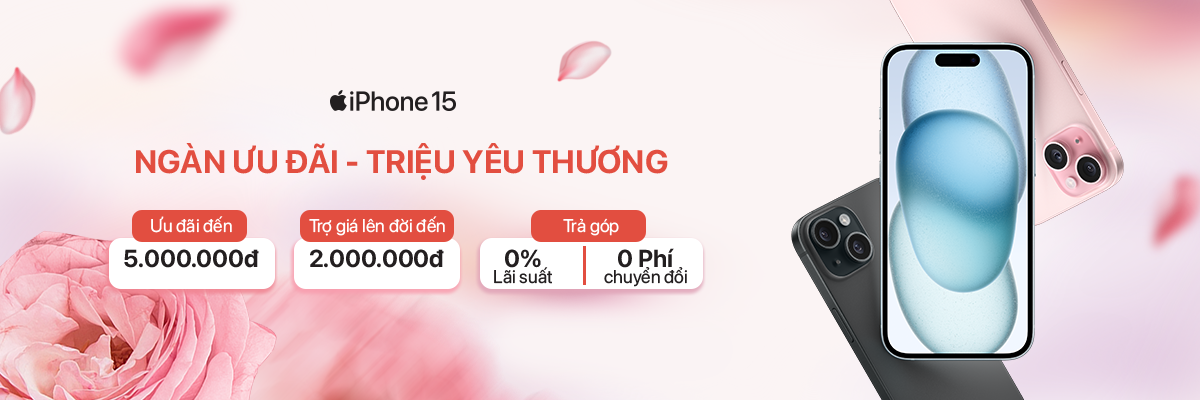 iPhone 15
NGÀN ƯU ĐÃI - TRIỆU YÊU THƯƠNG
Ưu đãi đến
5.000.000đ
Trợ giá lên đời đến
2.000.000đ
Trả góp
0%
Lãi suất
0 Phí
chuyển đổi